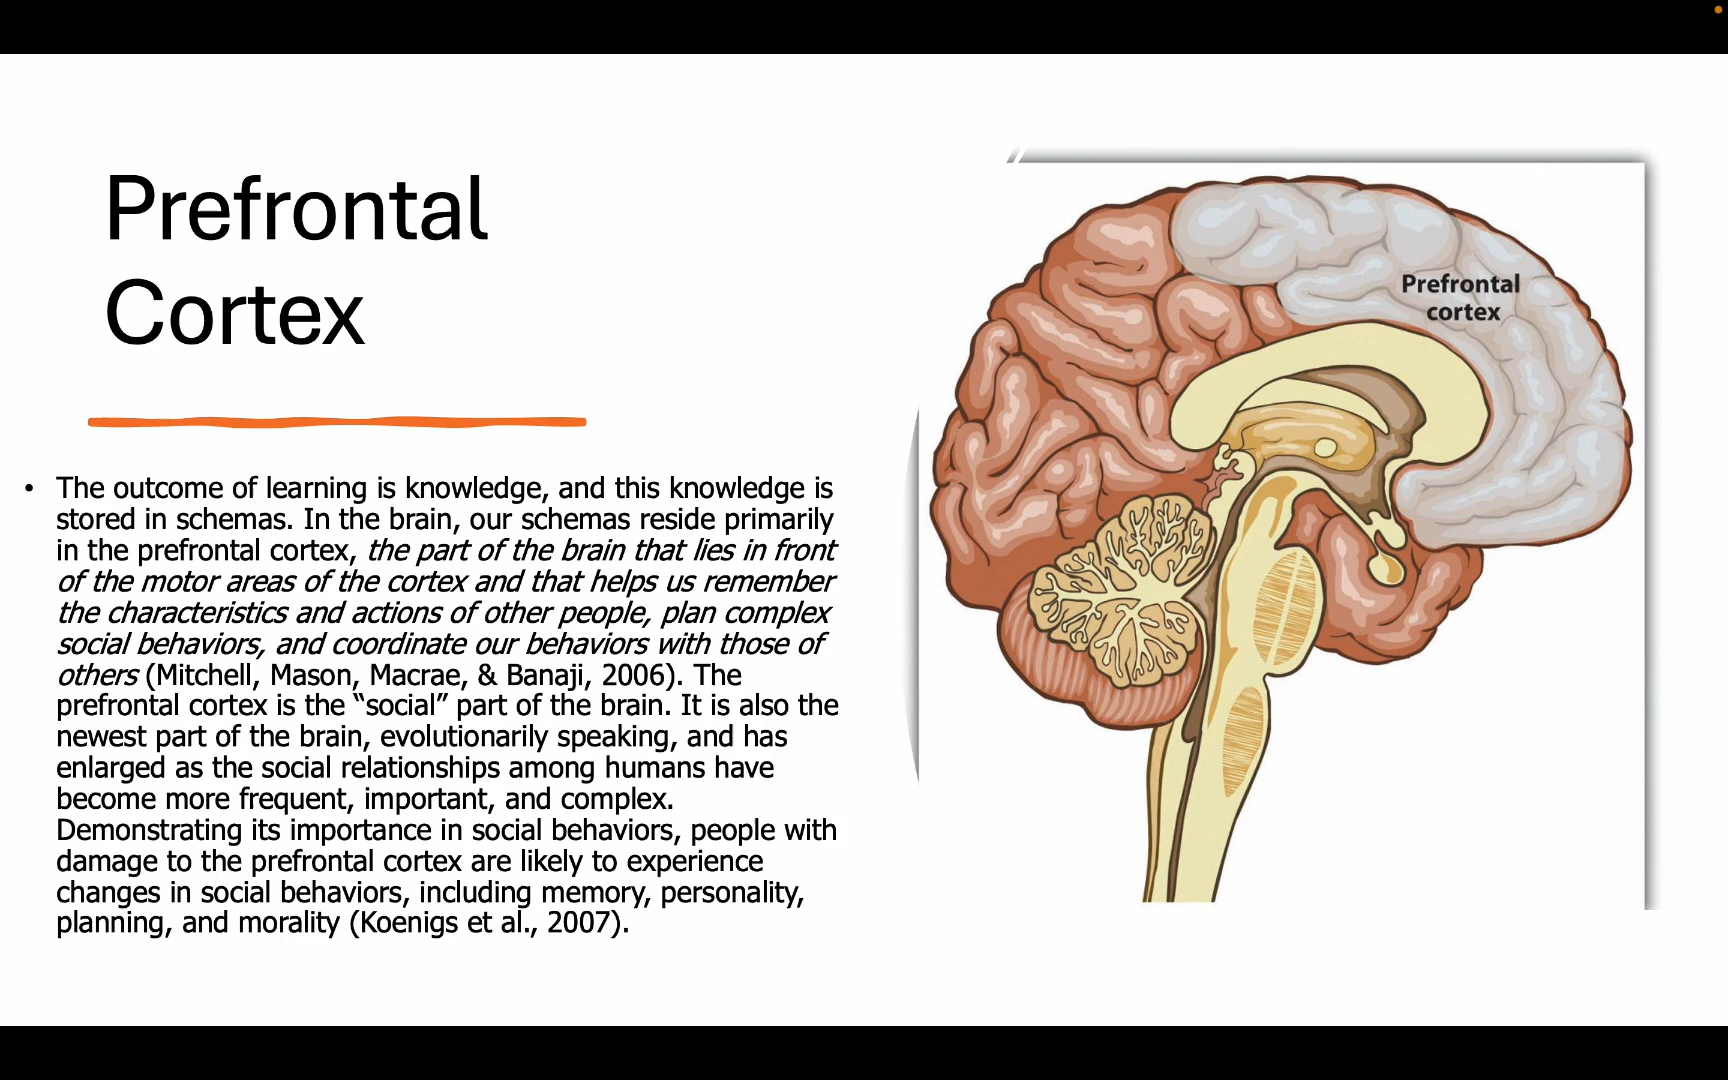 Prefrontal
Cortex
• The outcome of learning is knowledge, and this knowledge is
stored in schemas. In the brain, our schemas reside primarily
in the prefrontal cortex, the part of the brain that lies in front
of the motor areas of the cortex and that helps us remember
the characteristics and actions of other people, plan complex
social behaviors, and coordinate our behaviors with those of
others (Mitchell, Mason, Macrae, & Banaji, 2006). The
prefrontal cortex is the “social” part of the brain. It is also the
newest part of the brain, evolutionarily speaking, and has
enlarged as the social relationships among humans have
become more frequent, important, and complex.
Demonstrating its importance in social behaviors, people with
damage to the prefrontal cortex are likely to experience
changes in social behaviors, including memory, personality,
planning, and morality (Koenigs et al., 2007).
Prefrontal
cortex